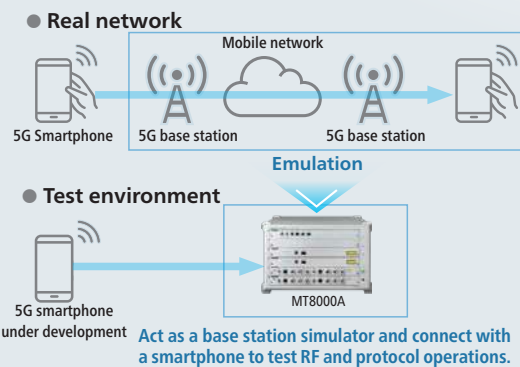 ● Real network
Mobile network
5G Smartphone
5G base station
5G base station
Emulation
● Test environment
MT8000A
5G smartphone
under development
Act as a base station simulator and connect with
a smartphone to test RF and protocol operations.